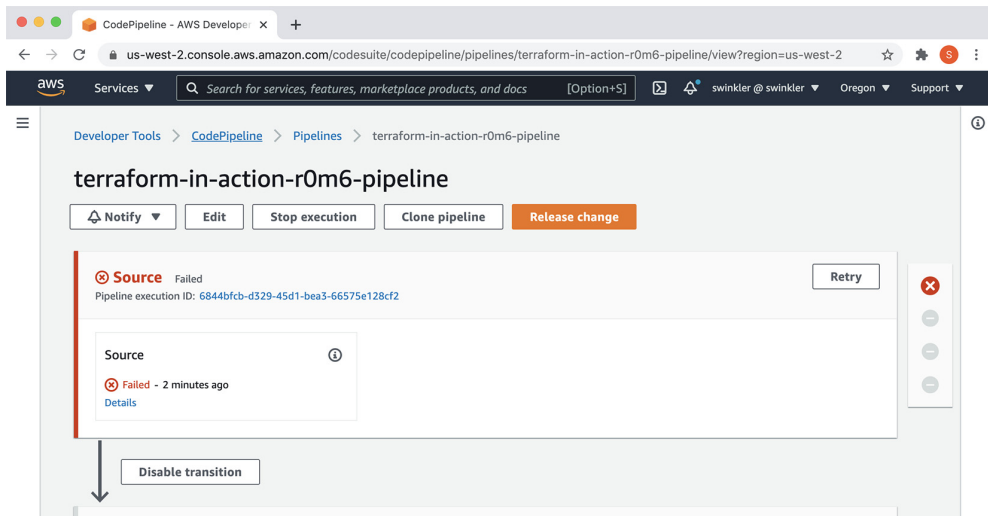 CodePipeline - AWS Developer
us-west-2.console.aws.amazon.com/codesuite/codepipeline/pipelines/terraform-in-action-r0m6-pipeline/view?region=us-west-2
S
aws Services Search for services, features, marketplace products, and docs [Option+S] swinkler @ swinkler Oregon Support
Developer Tools > CodePipeline > Pipelines > terraform-in-action-r0m6-pipeline
terraform-in-action-r0m6-pipeline
Notify Edit Stop execution Clone pipeline Release change
Source Failed Retry
Pipeline execution ID: 6844bfcb-d329-45d1-bea3-66575e128cf2
Source
Failed - 2 minutes ago
Details
Disable transition